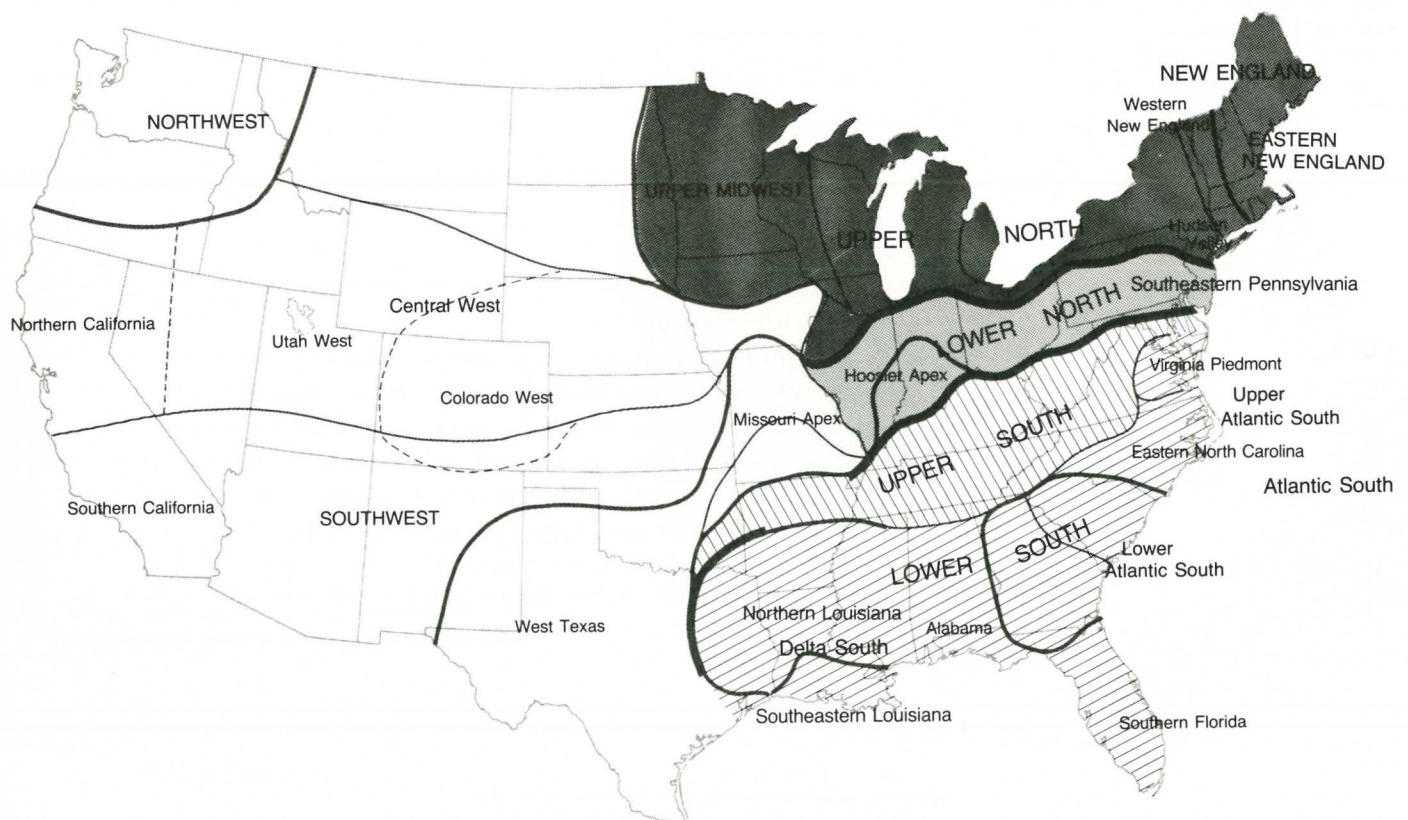 NEW ENGLAND
Western
New England
EASTERN
NEW ENGLAND
NORTHWEST
UPPER MIDWEST
UPPER NORTH
Hudson
Valley
Southeastern Pennsylvania
LOWER NORTH
Central West
Northern California
Utah West
Hoosier Apex
Virginia Piedmont
Colorado West
Missouri Apex
Upper
Atlantic South
UPPER SOUTH
Eastern North Carolina
Atlantic South
Southern California
SOUTHWEST
LOWER SOUTH
Lower
Atlantic South
Northern Louisiana
West Texas
Alabama
Delta South
Southeastern Louisiana
Southern Florida